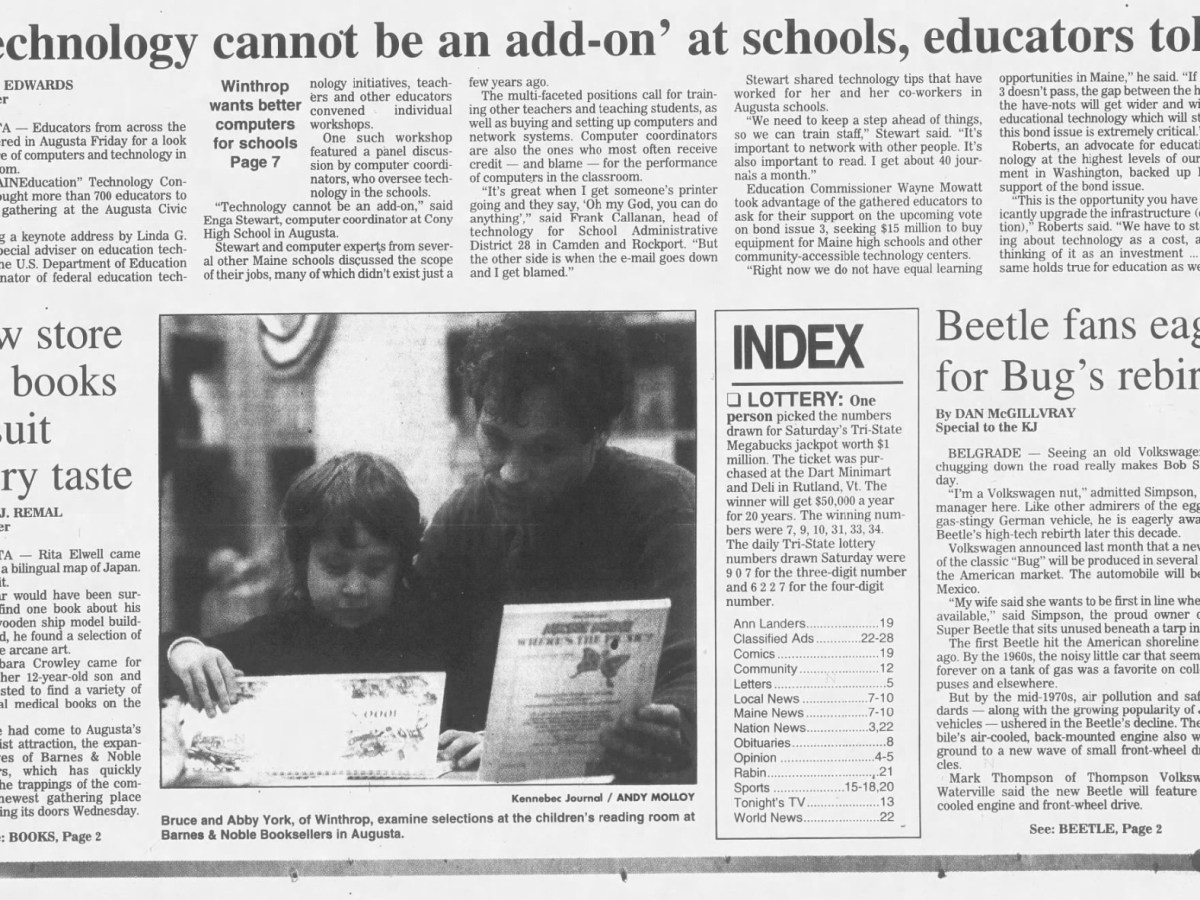 echnology cannot be an add-on’ at schools, educators tol
EDWARDS
er
TA — Educators from across the
red in Augusta Friday for a look
e of computers and technology in
om.
AINEducation” Technology Con-
ought more than 700 educators to
gathering at the Augusta Civic
g a keynote address by Linda G.
pecial adviser on education tech-
he U.S. Department of Education
nator of federal education tech-
Winthrop
wants better
computers
for schools
Page 7
nology initiatives, teach-
ers and other educators
convened individual
workshops.
One such workshop
featured a panel discus-
sion by computer coordi-
nators, who oversee tech-
nology in the schools.
“Technology cannot be an add-on,” said
Enga Stewart, computer coordinator at Cony
High School in Augusta.
Stewart and computer experts from sever-
al other Maine schools discussed the scope
of their jobs, many of which didn’t exist just a
few years ago.
The multi-faceted positions call for train-
ing other teachers and teaching students, as
well as buying and setting up computers and
network systems. Computer coordinators
are also the ones who most often receive
credit — and blame — for the performance
of computers in the classroom.
“It’s great when I get someone’s printer
going and they say, ‘Oh my God, you can do
anything’,” said Frank Callanan, head of
technology for School Administrative
District 28 in Camden and Rockport. “But
the other side is when the e-mail goes down
and I get blamed.”
Stewart shared technology tips that have
worked for her and her co-workers in
Augusta schools.
“We need to keep a step ahead of things,
so we can train staff,” Stewart said. “It’s
important to network with other people. It’s
also important to read. I get about 40 jour-
nals a month.”
Education Commissioner Wayne Mowatt
took advantage of the gathered educators to
ask for their support on the upcoming vote
on bond issue 3, seeking $15 million to buy
equipment for Maine high schools and other
community-accessible technology centers.
“Right now we do not have equal learning
opportunities in Maine,” he said. “If
3 doesn’t pass, the gap between the h
the have-nots will get wider and wi
educational technology which will st
this bond issue is extremely critical.”
Roberts, an advocate for educati
nology at the highest levels of our
ment in Washington, backed up
support of the bond issue.
“This is the opportunity you have
icantly upgrade the infrastructure (
tion),” Roberts said. “We have to st
ing about technology as a cost, a
thinking of it as an investment ...
same holds true for education as we
w store
books
suit
ry taste
J. REMAL
er
TA — Rita Elwell came
a bilingual map of Japan.
it.
ar would have been sur-
find one book about his
wooden ship model build-
d, he found a selection of
e arcane art.
bara Crowley came for
her 12-year-old son and
sted to find a variety of
al medical books on the
e had come to Augusta’s
ist attraction, the expan-
ves of Barnes & Noble
rs, which has quickly
he trappings of the com-
newest gathering place
ing its doors Wednesday.
e: BOOKS, Page 2
WHERE'S THE
Kennebec Journal / ANDY MOLLOY
Bruce and Abby York, of Winthrop, examine selections at the children’s reading room at
Barnes & Noble Booksellers in Augusta.
INDEX
❏ LOTTERY: One
person picked the numbers
drawn for Saturday’s Tri-State
Megabucks jackpot worth $1
million. The ticket was pur-
chased at the Dart Minimart
and Deli in Rutland, Vt. The
winner will get $50,000 a year
for 20 years. The winning num-
bers were 7, 9, 10, 31, 33, 34.
The daily Tri-State lottery
numbers drawn Saturday were
9 0 7 for the three-digit number
and 6 2 2 7 for the four-digit
number.
Ann Landers..................19
Classified Ads...........22-28
Comics..........................19
Community...................12
Letters.............................5
Local News................7-10
Maine News...............7-10
Nation News..............3,22
Obituaries.......................8
Opinion........................4-5
Rabin............................21
Sports..................15-18,20
Tonight’s TV..................13
World News..................22
Beetle fans eag
for Bug’s rebir
By DAN McGILLVRAY
Special to the KJ
BELGRADE — Seeing an old Volkswage
chugging down the road really makes Bob S
day.
“I’m a Volkswagen nut,” admitted Simpson,
manager here. Like other admirers of the egg
gas-stingy German vehicle, he is eagerly awa
Beetle’s high-tech rebirth later this decade.
Volkswagen announced last month that a nev
of the classic “Bug” will be produced in several
the American market. The automobile will be
Mexico.
“My wife said she wants to be first in line whe
available,” said Simpson, the proud owner o
Super Beetle that sits unused beneath a tarp in
The first Beetle hit the American shoreline
ago. By the 1960s, the noisy little car that seem
forever on a tank of gas was a favorite on coll
puses and elsewhere.
But by the mid-1970s, air pollution and saf
dards — along with the growing popularity of J
vehicles — ushered in the Beetle’s decline. The
bile’s air-cooled, back-mounted engine also w
ground to a new wave of small front-wheel dr
cles.
Mark Thompson of Thompson Volksw
Waterville said the new Beetle will feature
cooled engine and front-wheel drive.
See: BEETLE, Page 2